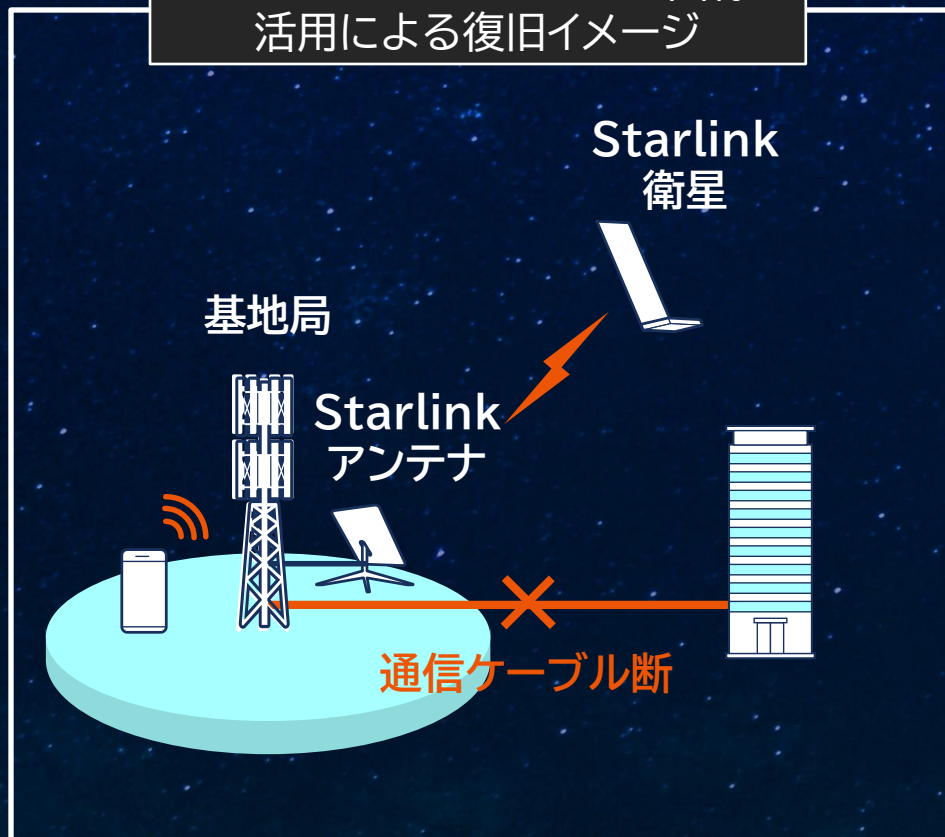 活用による復旧イメージ
Starlink
衛星
基地局
Starlink
アンテナ
通信ケーブル断